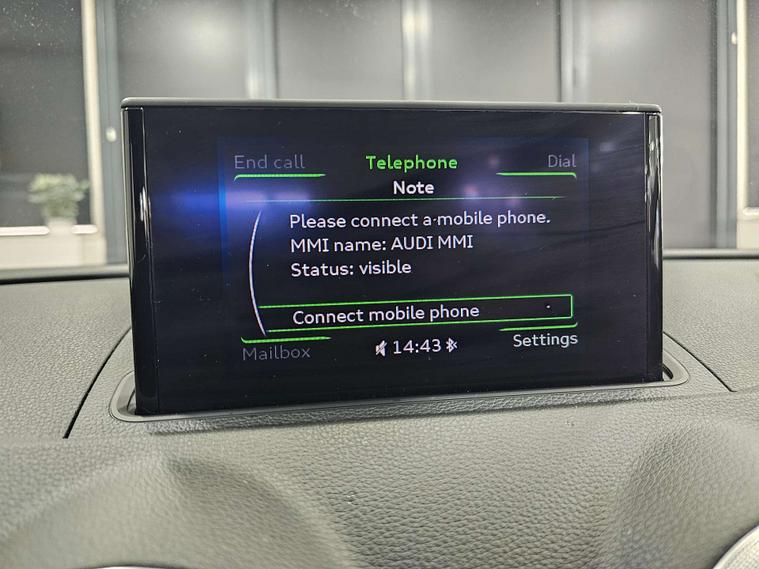 End call Telephone Dial
Note
Please connect a mobile phone.
MMI name: AUDI MMI
Status: visible
Connect mobile phone
Mailbox 14:43 Settings